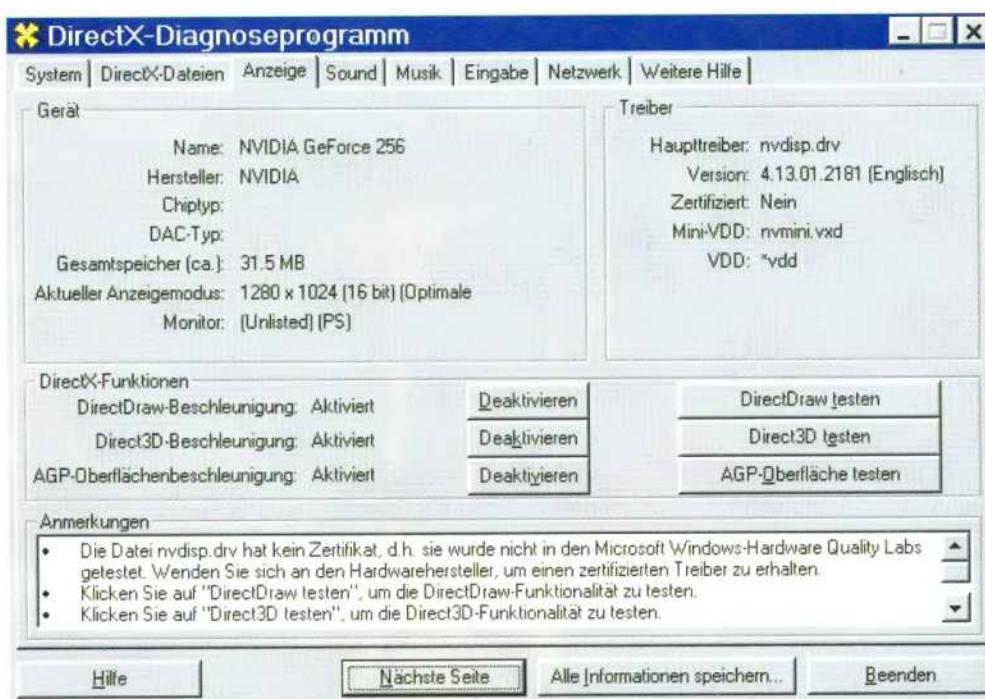 DirectX-Diagnoseprogramm
System
DirectX-Dateien
Anzeige
Sound
Musik
Eingabe
Netzwerk
Weitere Hilfe
Gerät
Name: NVIDIA GeForce 256
Hersteller: NVIDIA
Chiptyp:
DAC-Typ:
Gesamtspeicher (ca.): 31.5 MB
Aktueller Anzeigemodus: 1280 x 1024 (16 bit) (Optimale
Monitor: (Unlisted) (PS)
Treiber
Haupttreiber: nvdisp.drv
Version: 4.13.01.2181 (Englisch)
Zertifiziert: Nein
Mini-VDD: nvmini.vxd
VDD: *vdd
DirectX-Funktionen
DirectDraw-Beschleunigung: Aktiviert Deaktivieren DirectDraw testen
Direct3D-Beschleunigung: Aktiviert Deaktivieren Direct3D testen
AGP-Oberflächenbeschleunigung: Aktiviert Deaktivieren AGP-Oberfläche testen
Anmerkungen
• Die Datei nvdisp.drv hat kein Zertifikat, d.h. sie wurde nicht in den Microsoft Windows-Hardware Quality Labs
getestet. Wenden Sie sich an den Hardwarehersteller, um einen zertifizierten Treiber zu erhalten.
• Klicken Sie auf "DirectDraw testen", um die DirectDraw-Funktionalität zu testen.
• Klicken Sie auf "Direct3D testen", um die Direct3D-Funktionalität zu testen.
Hilfe
Nächste Seite
Alle Informationen speichern...
Beenden